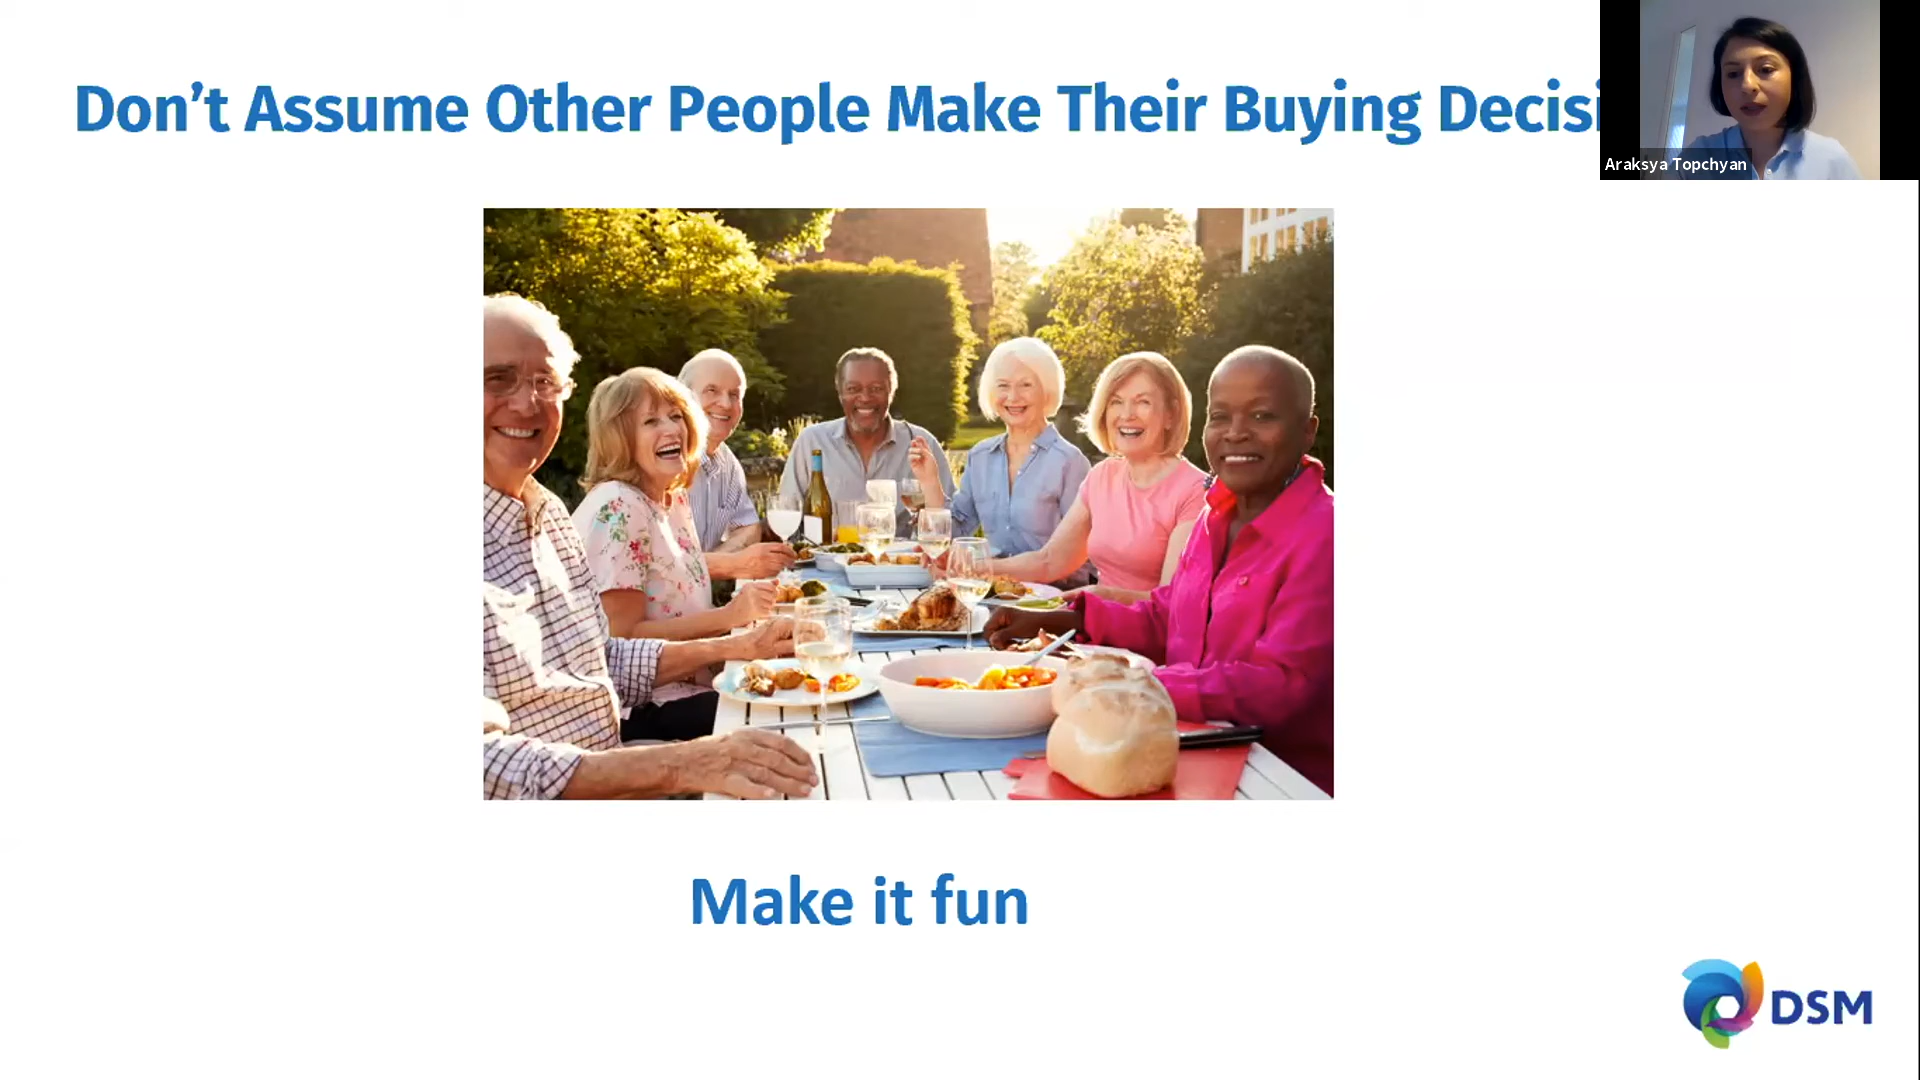 Don’t Assume Other People Make Their Buying Decisi
Araksya Topchyan
Make it fun
DSM